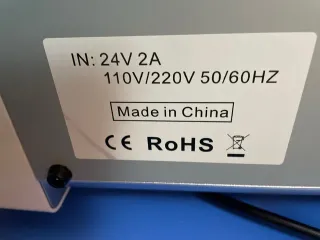 IN: 24V 2A
110V/220V 50/60HZ
Made in China
CE RoHS